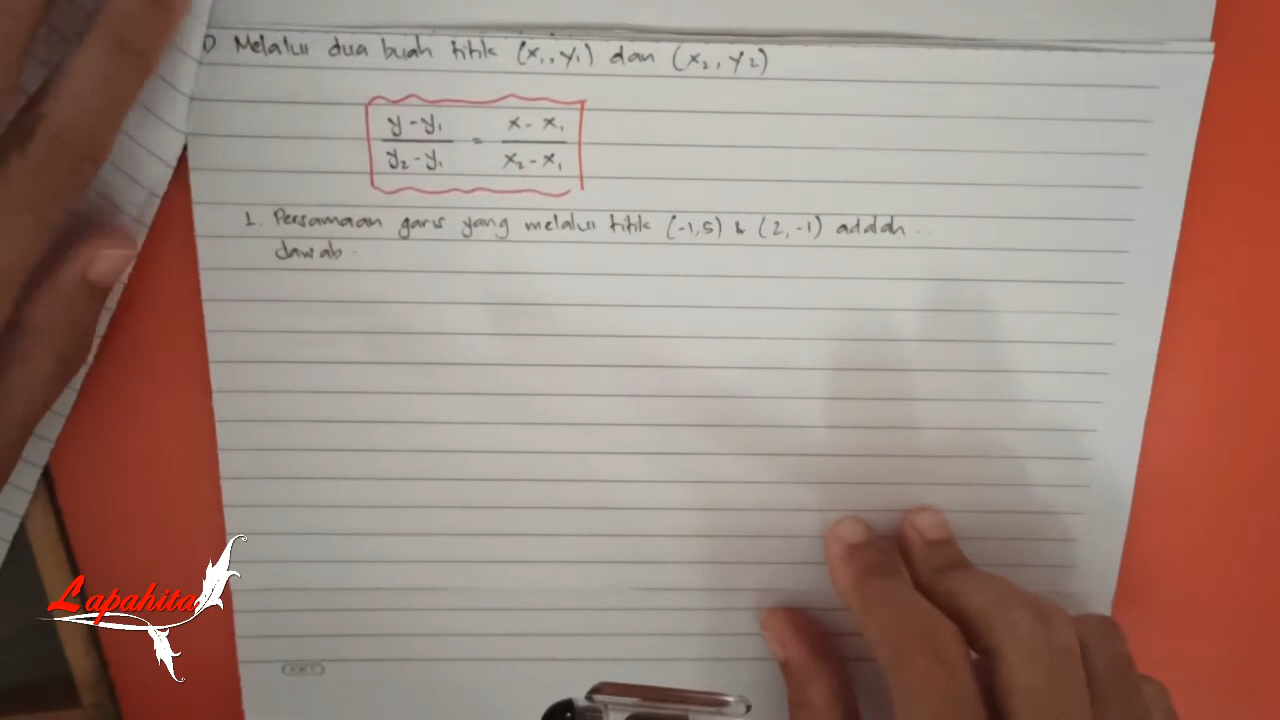 Melalui dua buah titik (x₁, y₁) dan (x₂, y₂)
y - y₁ / y₂ - y₁ = x - x₁ / x₂ - x₁
1. Persamaan garis yang melalui titik (-1,5) & (2,-1) adalah ..
Jawab.
Lapahita